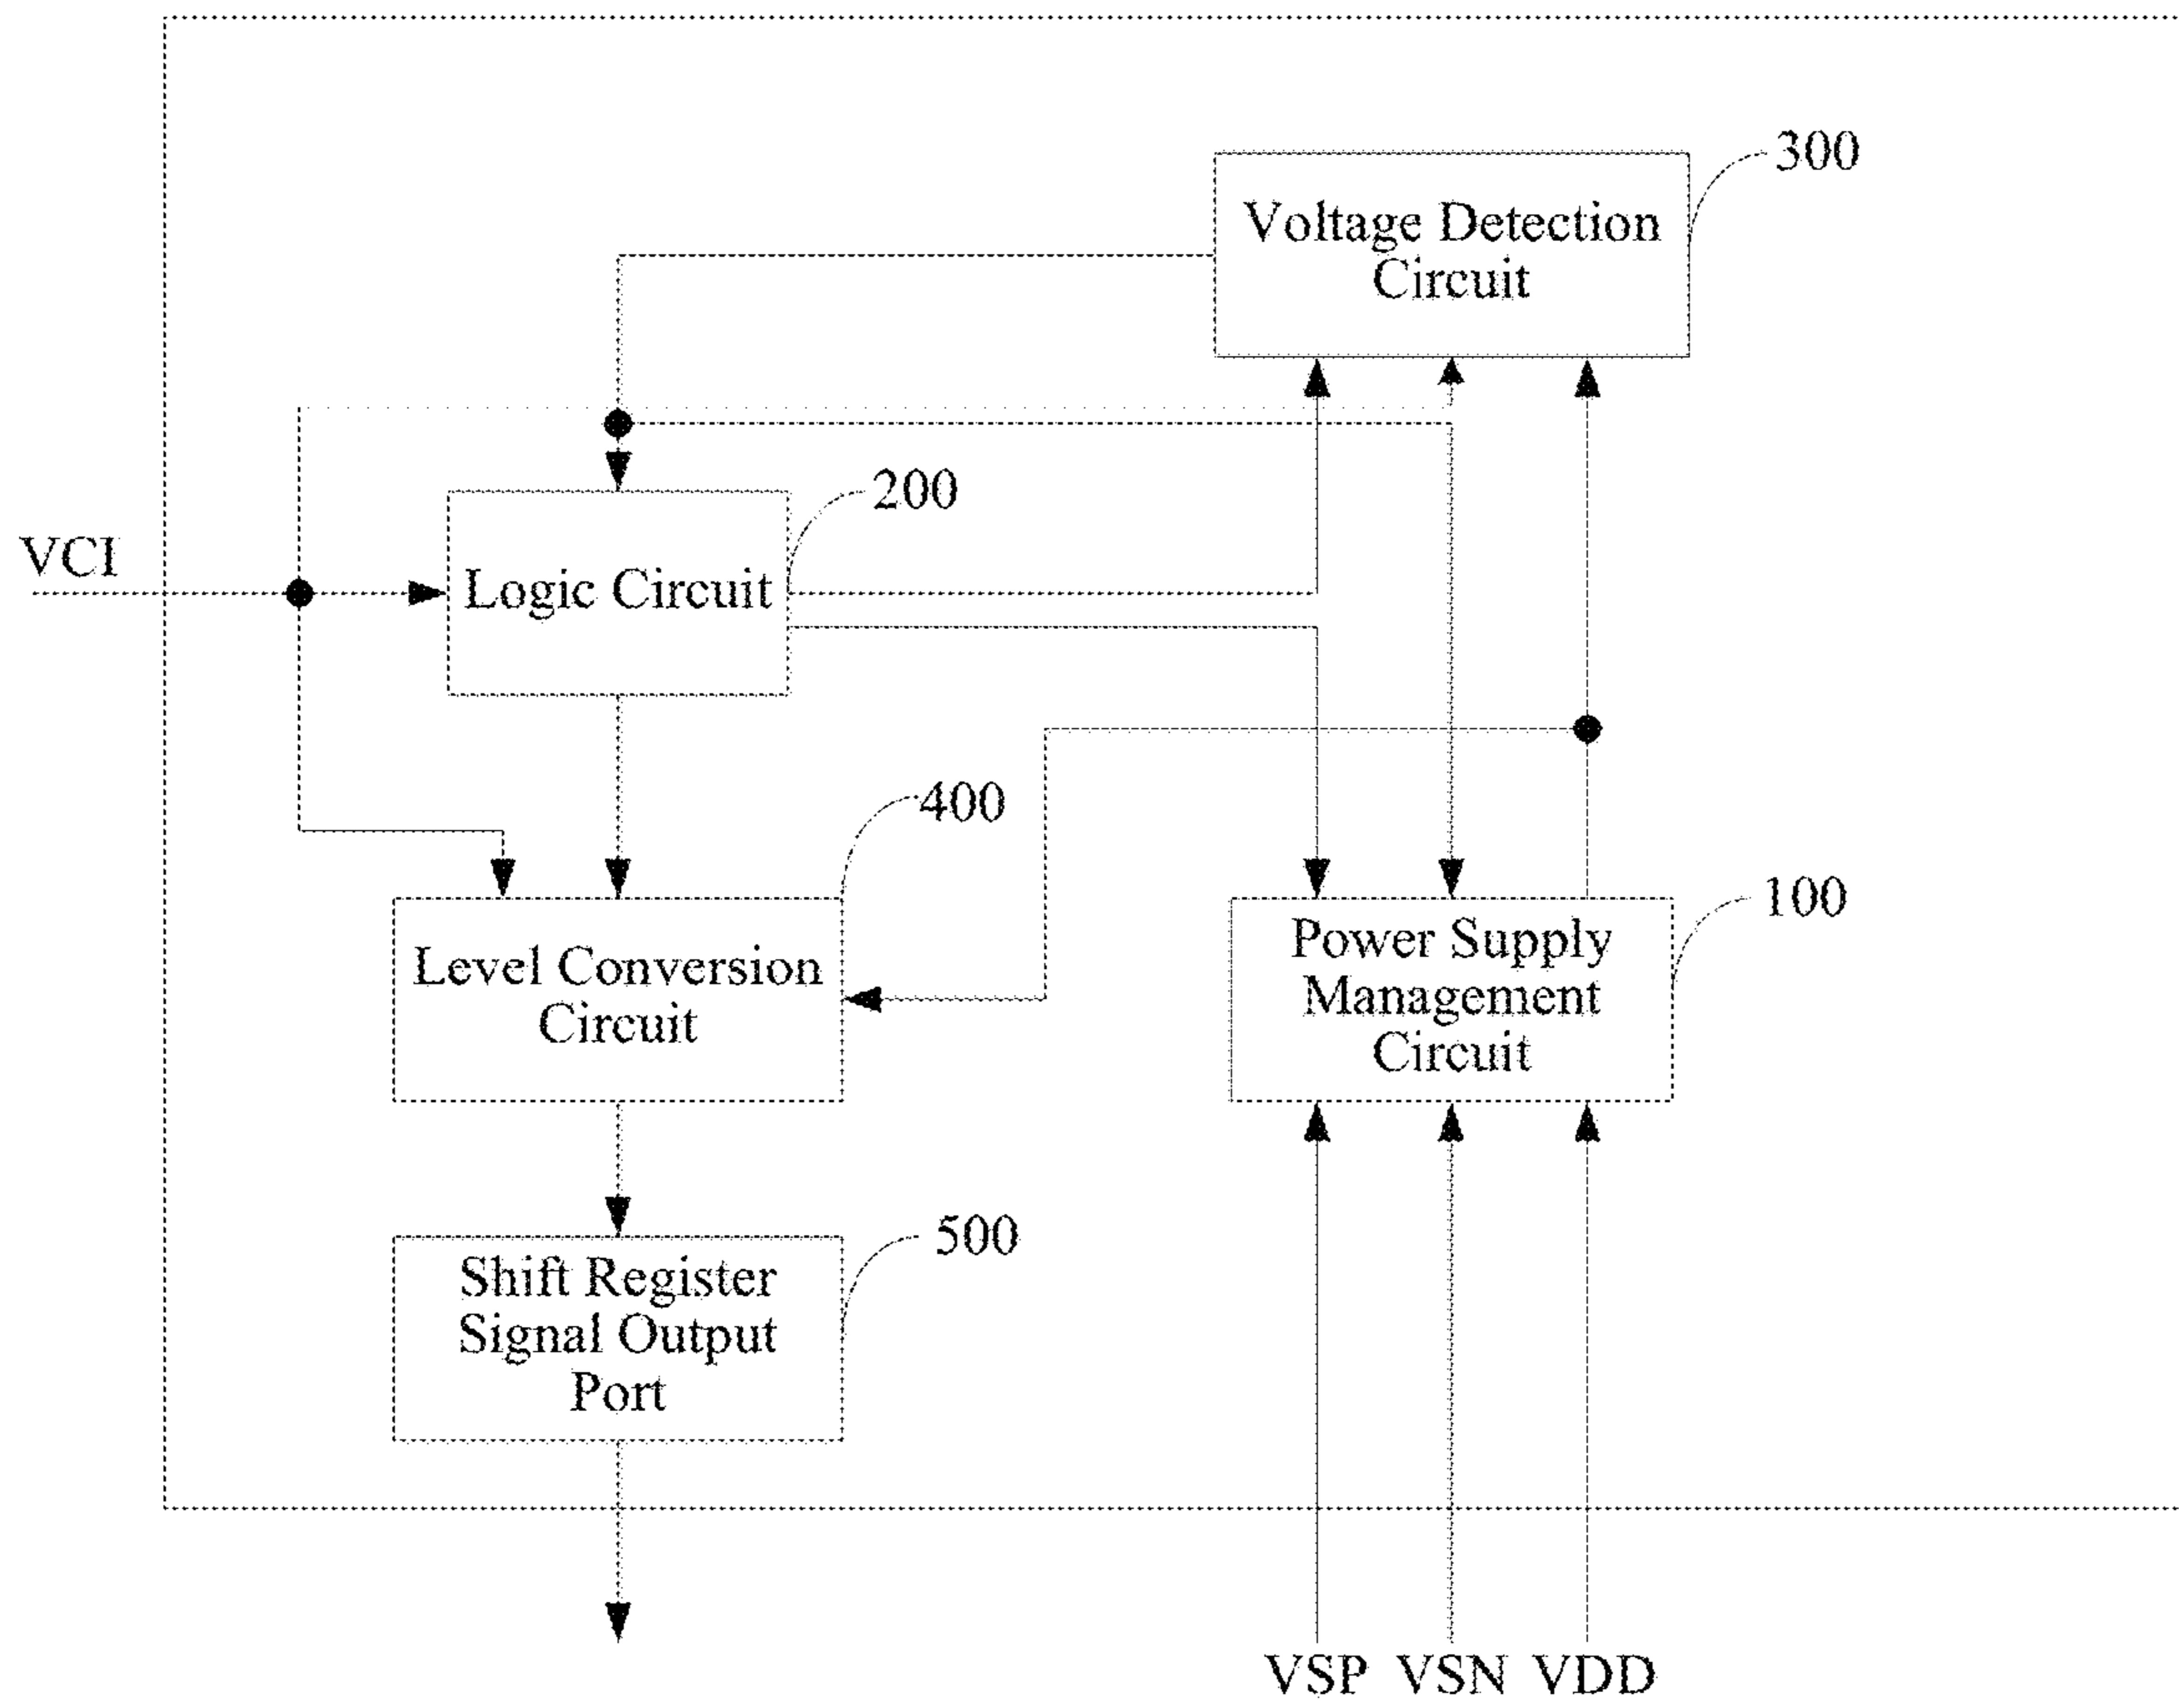 300
Voltage Detection
Circuit
200
VCI
Logic Circuit
400
Level Conversion
Circuit
100
Power Supply
Management
Circuit
500
Shift Register
Signal Output
Port
VSP VSN VDD